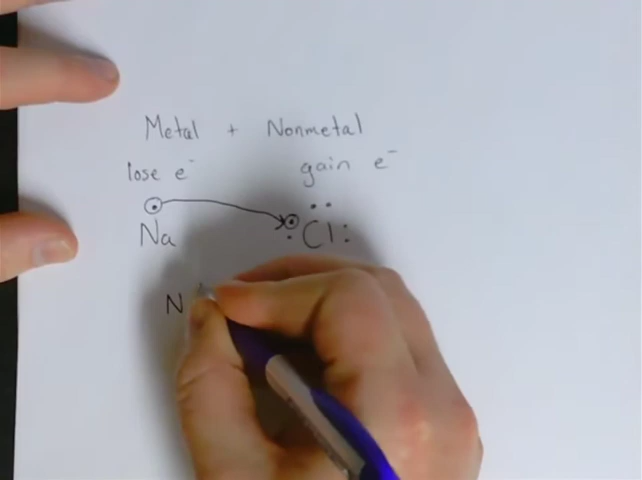 Metal + Nonmetal
lose e⁻ gain e⁻
Na Cl
N